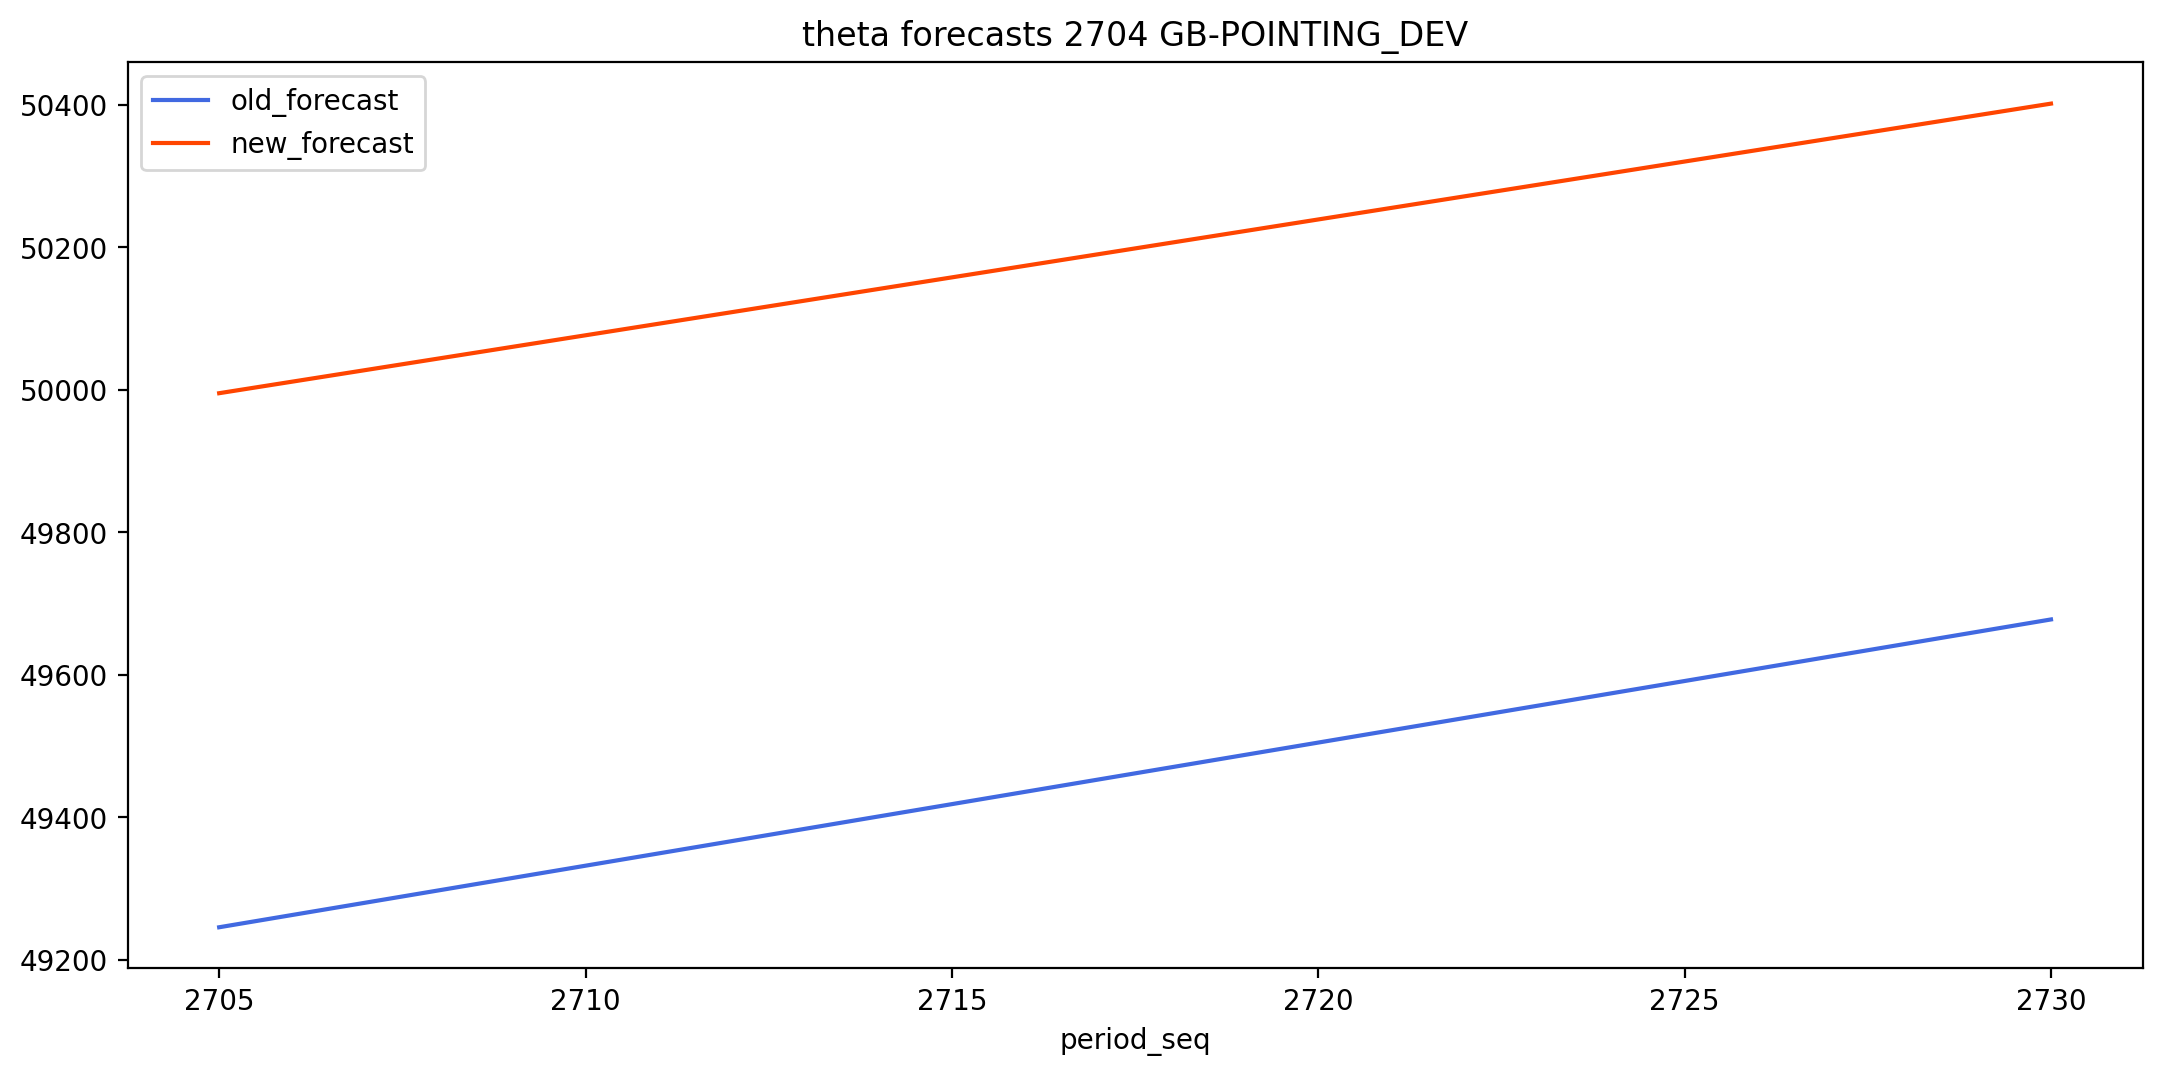 theta forecasts 2704 GB-POINTING_DEV
old_forecast
new_forecast
50400
50200
50000
49800
49600
49400
49200
2705 2710 2715 2720 2725 2730
period_seq